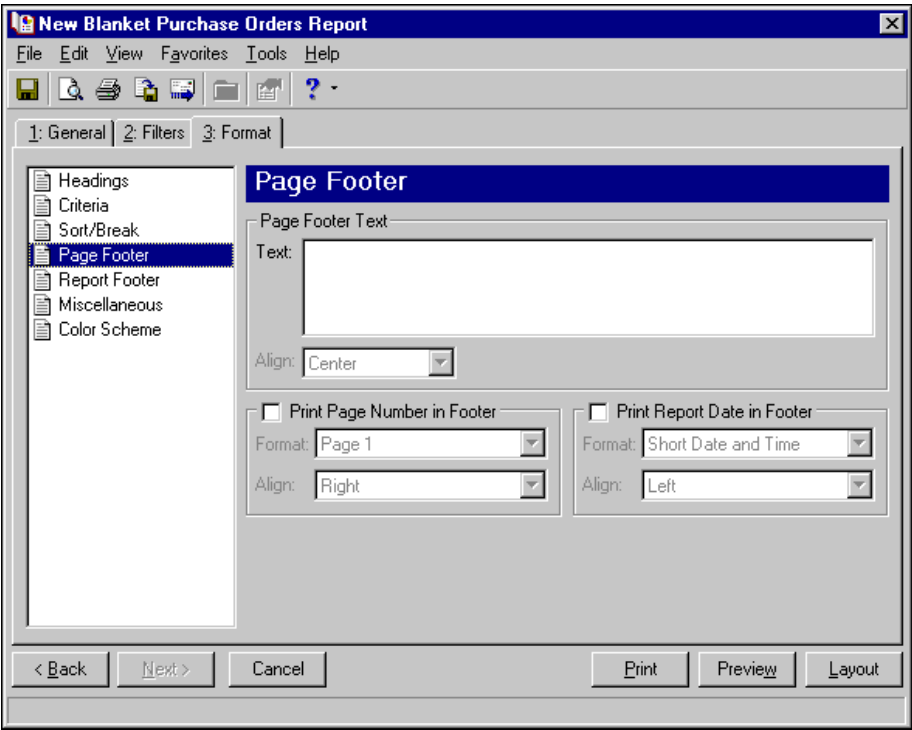 New Blanket Purchase Orders Report
File Edit View Favorites Tools Help
?
1: General 2: Filters 3: Format
Headings
Criteria
Sort/Break
Page Footer
Report Footer
Miscellaneous
Color Scheme
Page Footer
Page Footer Text
Text:
Align: Center
Print Page Number in Footer
Format: Page 1
Align: Right
Print Report Date in Footer
Format: Short Date and Time
Align: Left
< Back Next > Cancel Print Preview Layout